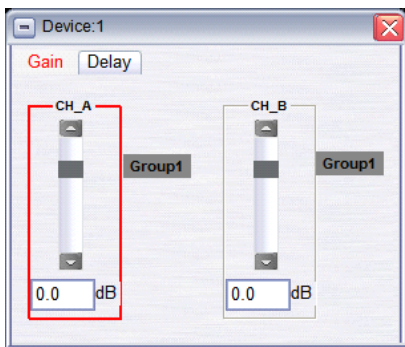 Device:1
Gain Delay
CH_A CH_B
Group1 Group1
0.0 dB 0.0 dB